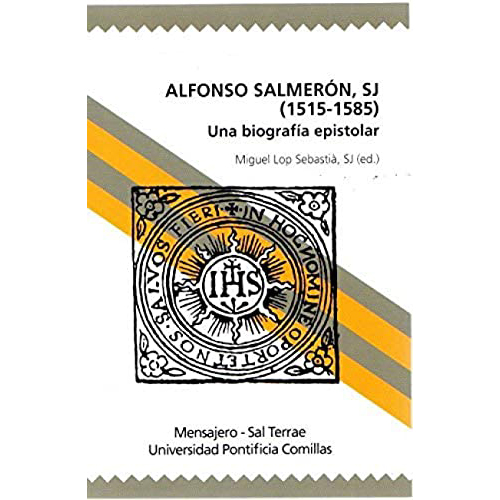 ALFONSO SALMERÓN, SJ
(1515-1585)
Una biografía epistolar
Miguel Lop Sebastià, SJ (ed.)
IN HOC NOMINE OPORTET NOS SALVOS FIERI
IHS
Mensajero - Sal Terrae
Universidad Pontificia Comillas